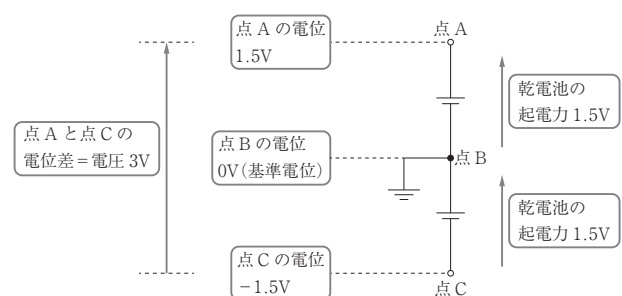 点Aの電位
1.5V
点A
乾電池の
起電力1.5V
点Aと点Cの
電位差=電圧3V
点Bの電位
0V(基準電位)
点B
乾電池の
起電力1.5V
点Cの電位
−1.5V
点C